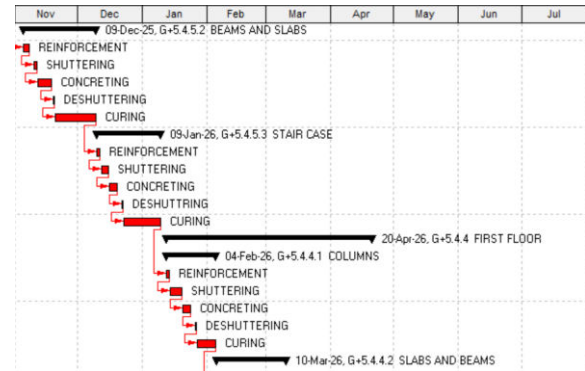 Nov Dec Jan Feb Mar Apr May Jun Jul
09-Dec-25, G+5.4.5.2 BEAMS AND SLABS
REINFORCEMENT
SHUTTERING
CONCRETING
DESHUTTERING
CURING
09-Jan-26, G+5.4.5.3 STAIR CASE
REINFORCEMENT
SHUTTERING
CONCRETING
DESHUTTRING
CURING
20-Apr-26, G+5.4.4 FIRST FLOOR
04-Feb-26, G+5.4.4.1 COLUMNS
REINFORCEMENT
SHUTTERING
CONCRETING
DESHUTTERING
CURING
10-Mar-26, G+5.4.4.2 SLABS AND BEAMS